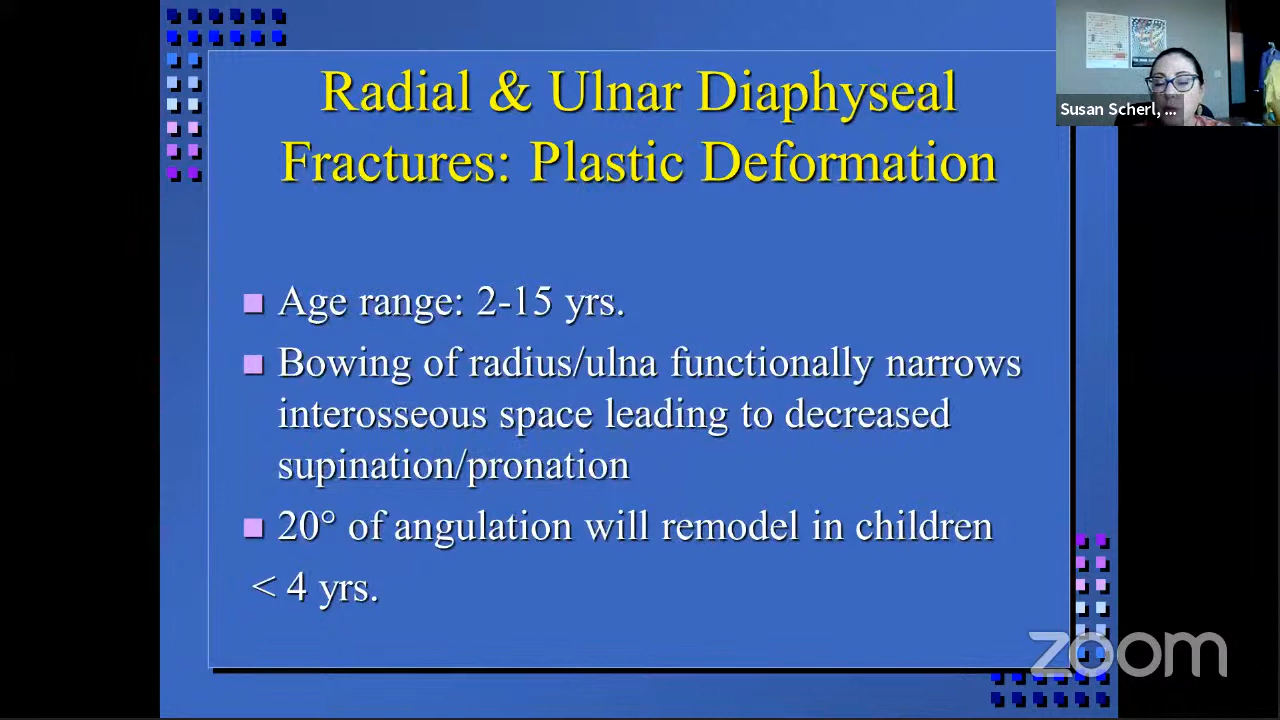 Radial & Ulnar Diaphyseal
Fractures: Plastic Deformation
Susan Scherl, ...
Age range: 2-15 yrs.
Bowing of radius/ulna functionally narrows
interosseous space leading to decreased
supination/pronation
20° of angulation will remodel in children
< 4 yrs.
zoom